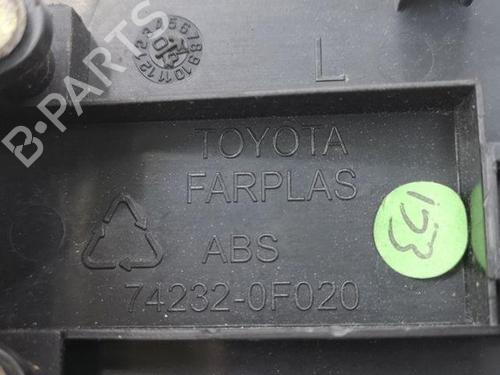 L
TOYOTA
FARPLAS
ABS
74232-0F020
B-PARTS